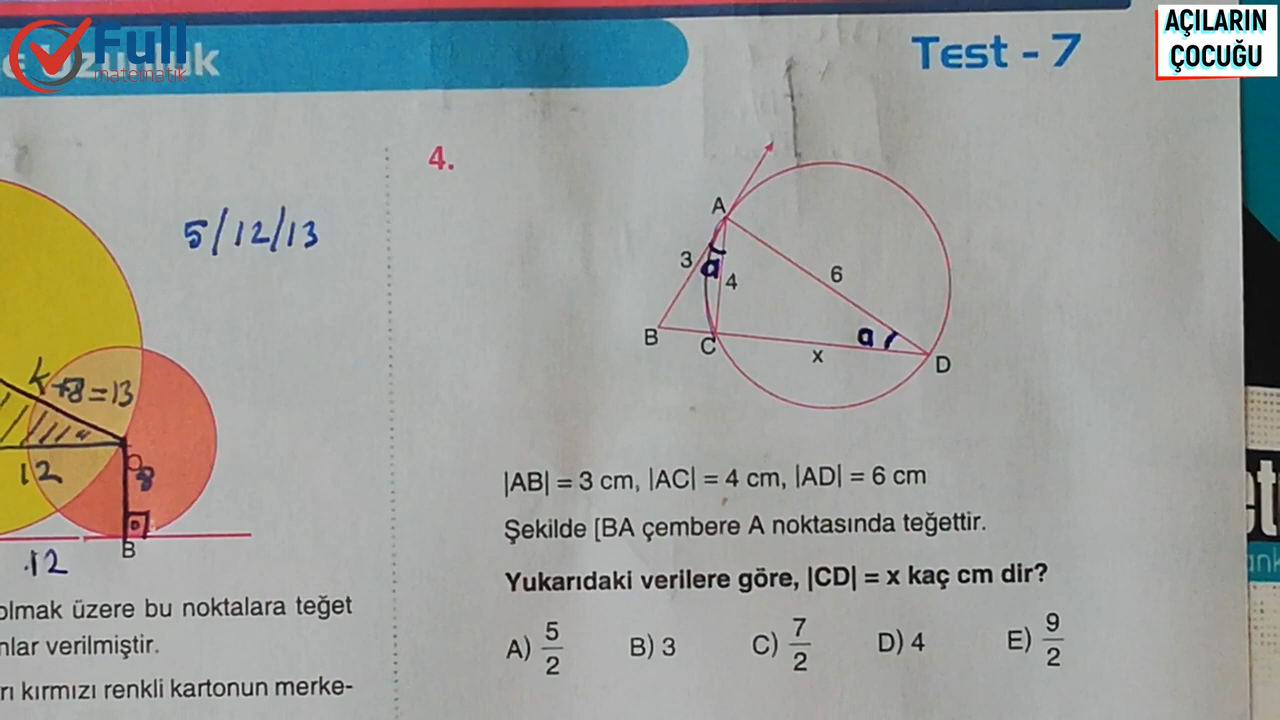 Full
matematik
AÇILARIN
ÇOCUĞU
Test - 7
5/12/13
+8=13
12
8
B
12
olmak üzere bu noktalara teğet
nlar verilmiştir.
rı kırmızı renkli kartonun merke-
4.
A
3
a
4
6
B
C
x
a
D
|AB| = 3 cm, |AC| = 4 cm, |AD| = 6 cm
Şekilde [BA çembere A noktasında teğettir.
Yukarıdaki verilere göre, |CD| = x kaç cm dir?
A) 5/2 B) 3 C) 7/2 D) 4 E) 9/2